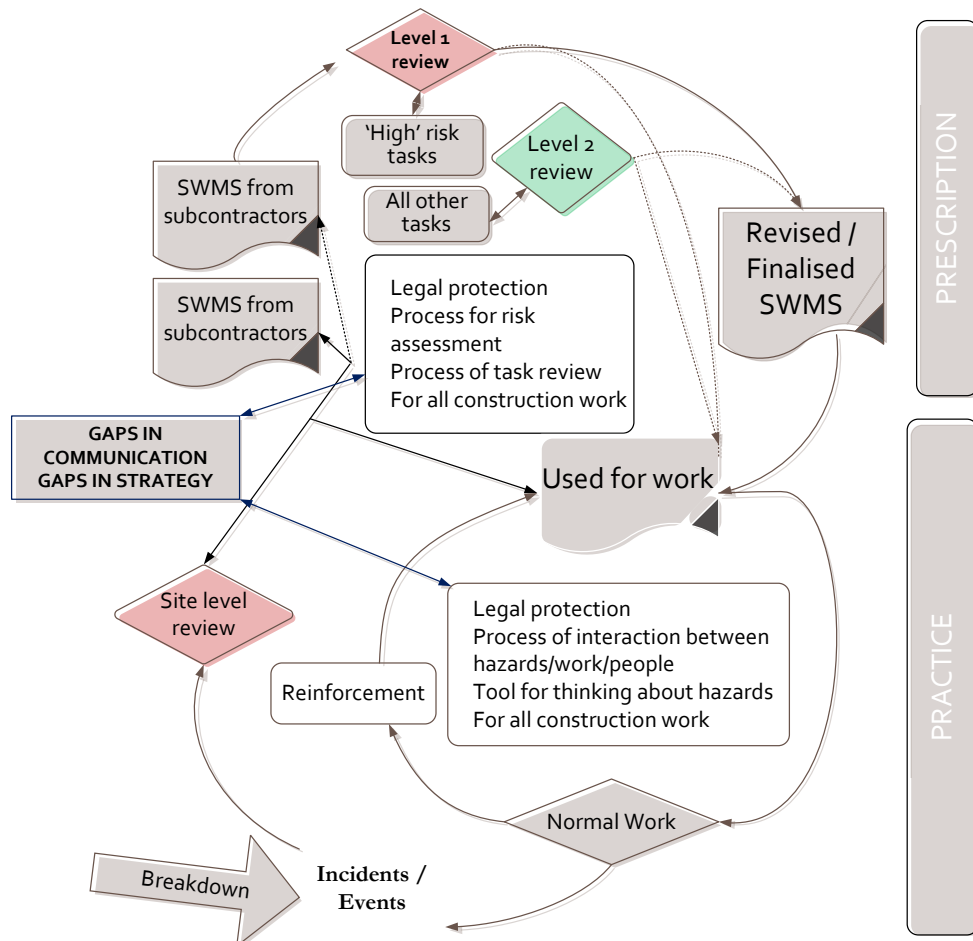 Level 1
review
'High' risk
tasks
Level 2
review
All other
tasks
SWMS from
subcontractors
SWMS from
subcontractors
Revised /
Finalised
SWMS
PRESCRIPTION
Legal protection
Process for risk
assessment
Process of task review
For all construction work
GAPS IN
COMMUNICATION
GAPS IN STRATEGY
Used for work
Site level
review
Legal protection
Process of interaction between
hazards/work/people
Tool for thinking about hazards
For all construction work
Reinforcement
PRACTICE
Normal Work
Breakdown
Incidents /
Events